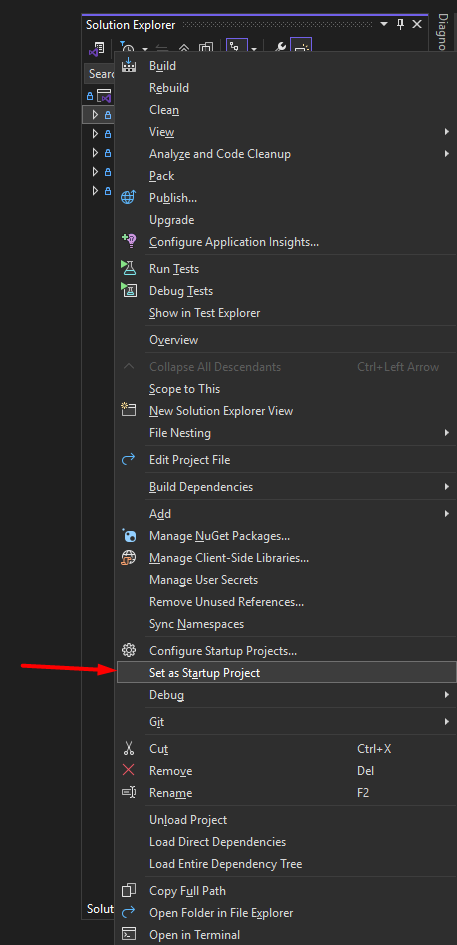 Solution Explorer
Diagno
Sear
Build
Rebuild
Clean
View
Analyze and Code Cleanup
Pack
Publish...
Upgrade
Configure Application Insights...
Run Tests
Debug Tests
Show in Test Explorer
Overview
Collapse All Descendants Ctrl+Left Arrow
Scope to This
New Solution Explorer View
File Nesting
Edit Project File
Build Dependencies
Add
Manage NuGet Packages...
Manage Client-Side Libraries...
Manage User Secrets
Remove Unused References...
Sync Namespaces
Configure Startup Projects...
Set as Startup Project
Debug
Git
Cut Ctrl+X
Remove Del
Rename F2
Unload Project
Load Direct Dependencies
Load Entire Dependency Tree
Copy Full Path
Solut
Open Folder in File Explorer
Open in Terminal